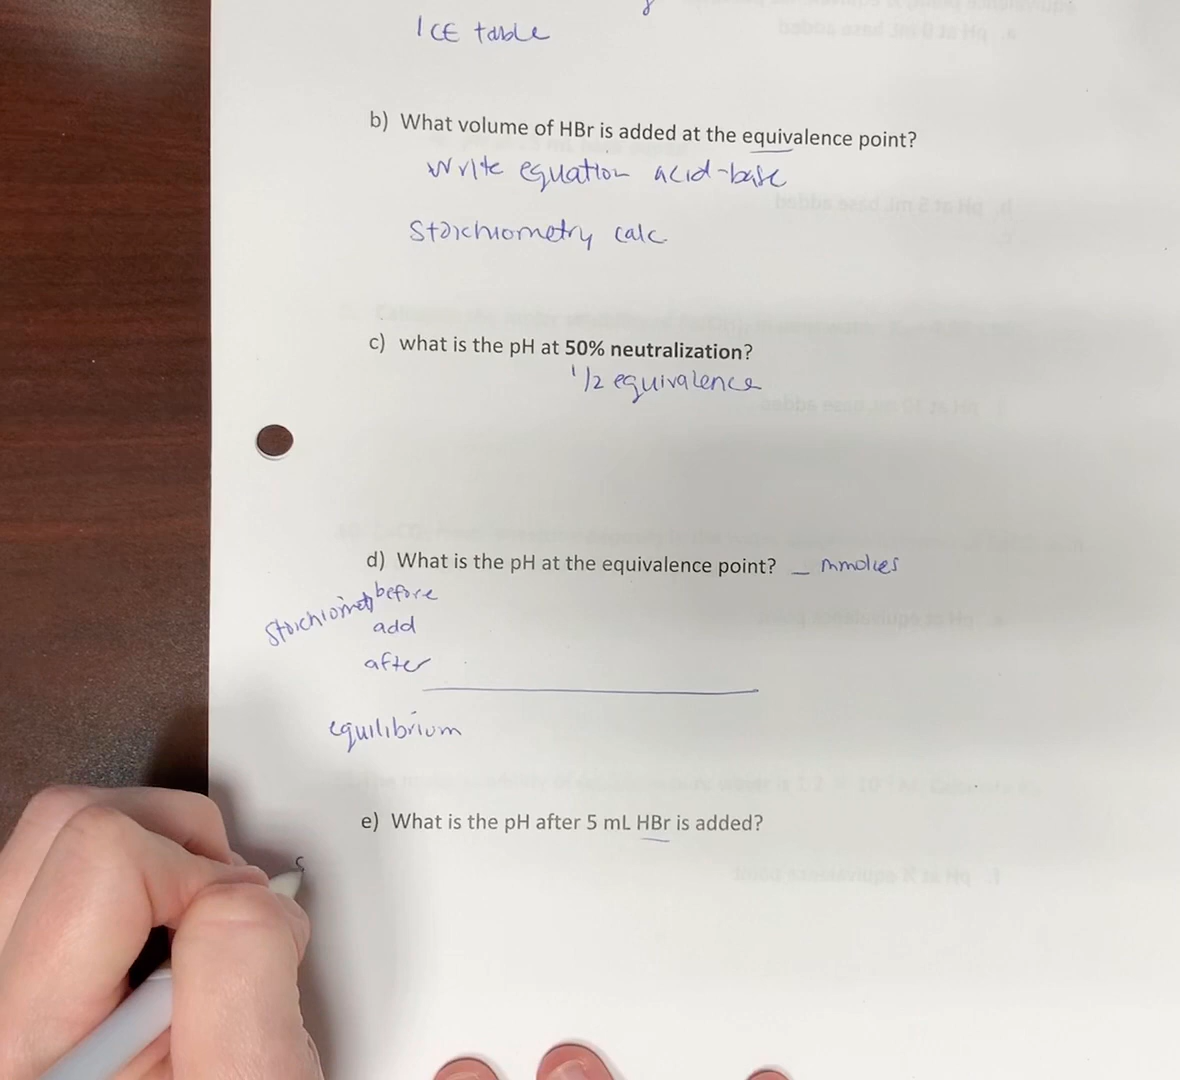 ICE table
b) What volume of HBr is added at the equivalence point?
write equation acid-base
Stoichiometry calc
c) what is the pH at 50% neutralization?
1/2 equivalence
d) What is the pH at the equivalence point? _ mmoles
before
stoichiomet
add
after
equilibrium
e) What is the pH after 5 mL HBr is added?
s